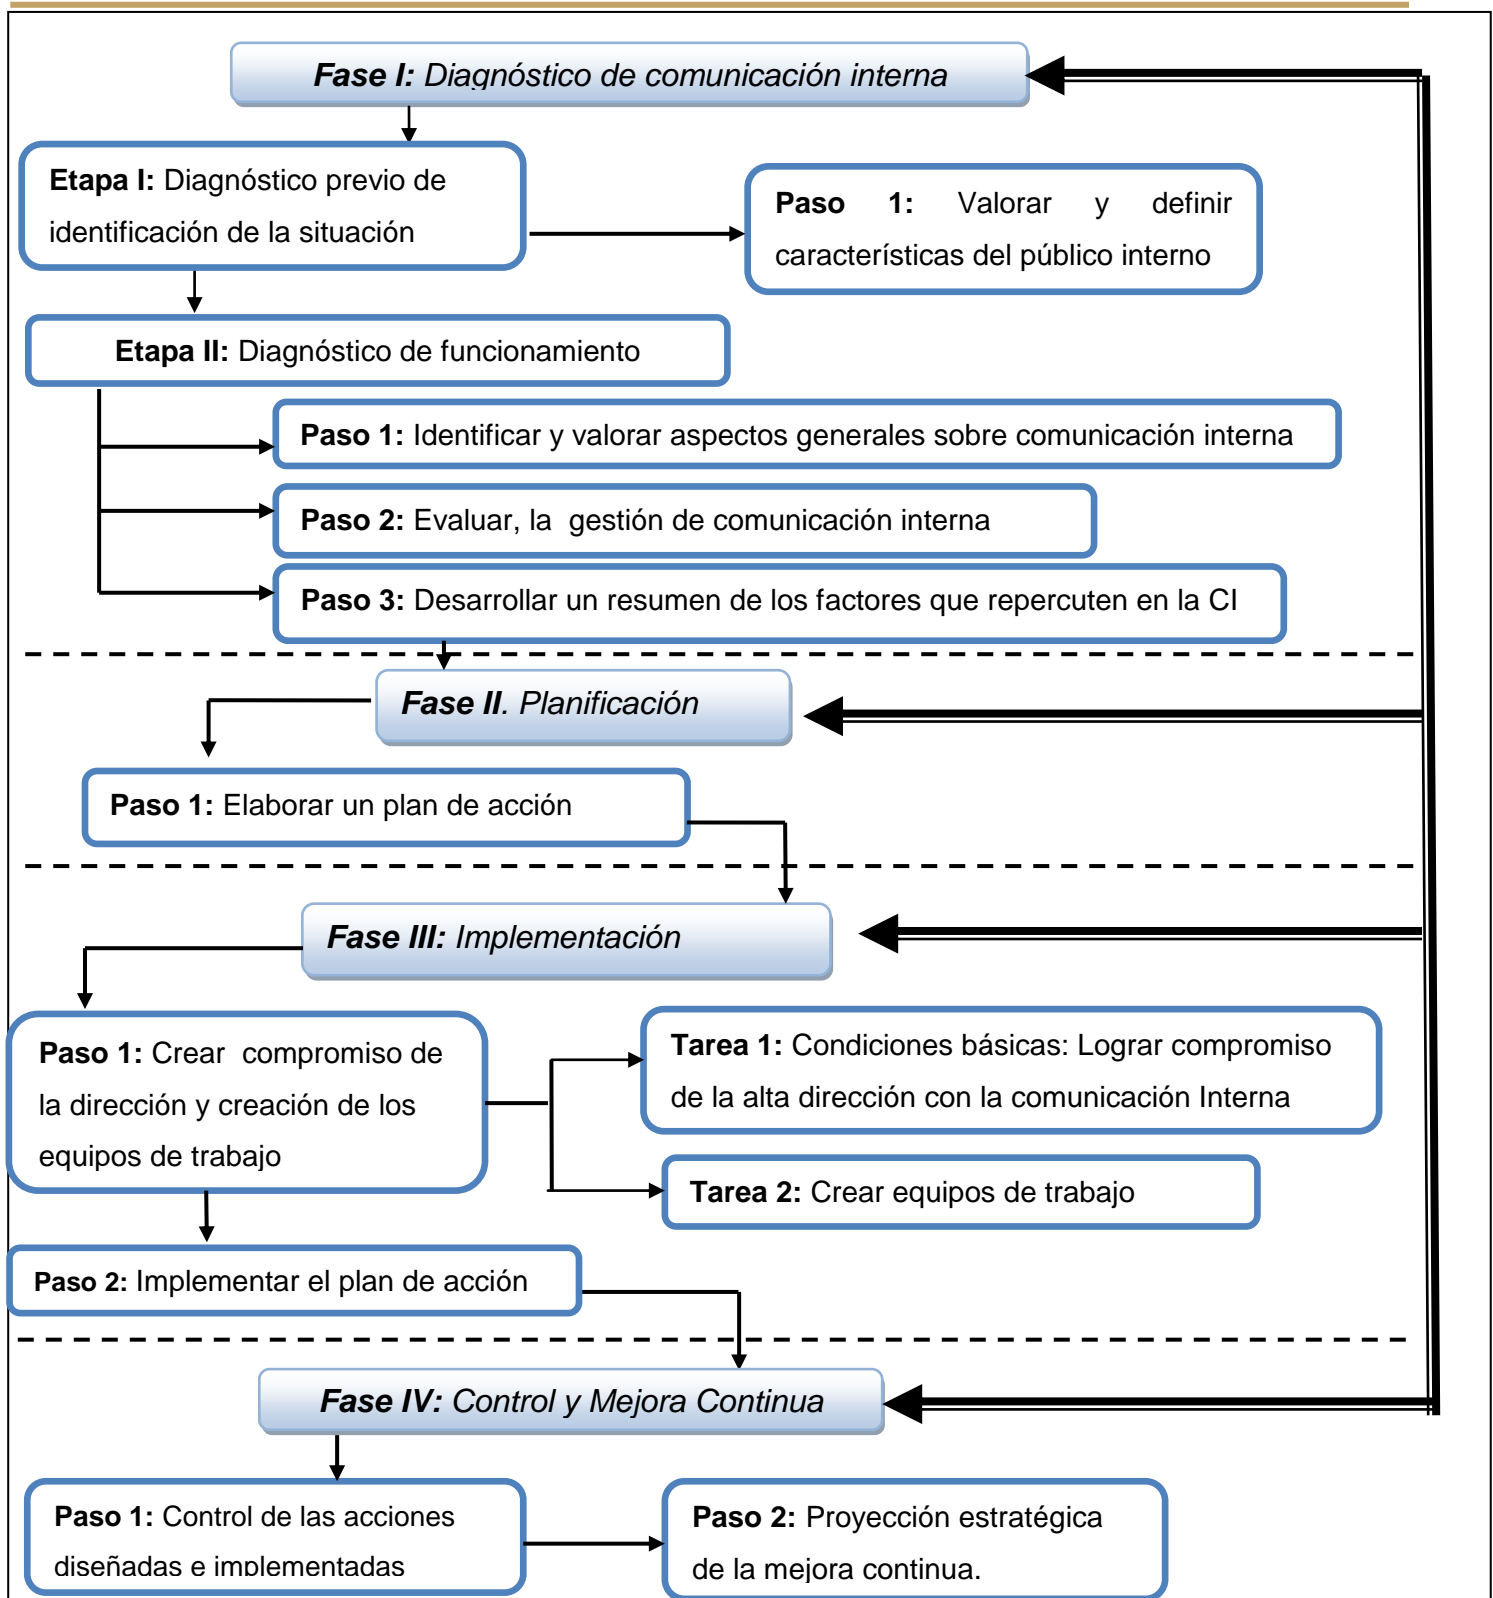 Fase I: Diagnóstico de comunicación interna
Etapa I: Diagnóstico previo de
identificación de la situación
Paso 1: Valorar y definir
características del público interno
Etapa II: Diagnóstico de funcionamiento
Paso 1: Identificar y valorar aspectos generales sobre comunicación interna
Paso 2: Evaluar, la gestión de comunicación interna
Paso 3: Desarrollar un resumen de los factores que repercuten en la CI
Fase II. Planificación
Paso 1: Elaborar un plan de acción
Fase III: Implementación
Paso 1: Crear compromiso de
la dirección y creación de los
equipos de trabajo
Tarea 1: Condiciones básicas: Lograr compromiso
de la alta dirección con la comunicación Interna
Tarea 2: Crear equipos de trabajo
Paso 2: Implementar el plan de acción
Fase IV: Control y Mejora Continua
Paso 1: Control de las acciones
diseñadas e implementadas
Paso 2: Proyección estratégica
de la mejora continua.